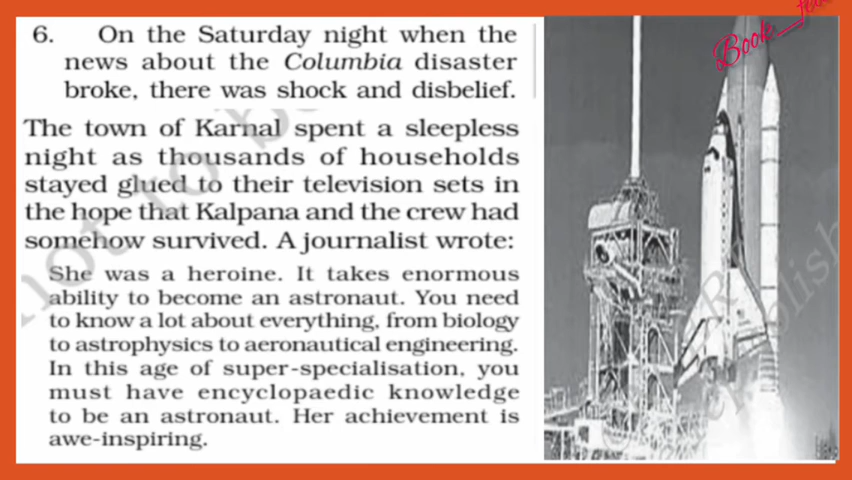 6. On the Saturday night when the
news about the Columbia disaster
broke, there was shock and disbelief.
The town of Karnal spent a sleepless
night as thousands of households
stayed glued to their television sets in
the hope that Kalpana and the crew had
somehow survived. A journalist wrote:
She was a heroine. It takes enormous
ability to become an astronaut. You need
to know a lot about everything, from biology
to astrophysics to aeronautical engineering.
In this age of super-specialisation, you
must have encyclopaedic knowledge
to be an astronaut. Her achievement is
awe-inspiring.
Book
not to b